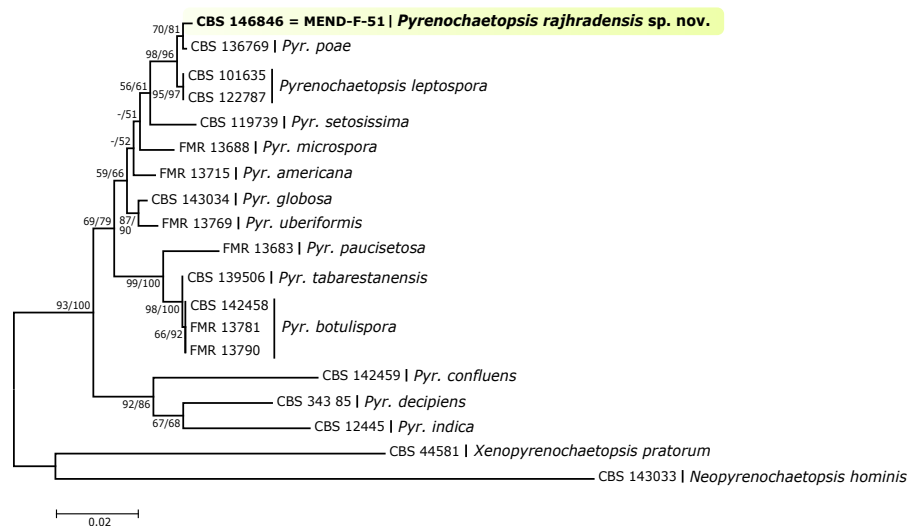 CBS 146846 = MEND-F-51 | Pyrenochaetopsis rajhradensis sp. nov.
70/81
CBS 136769 | Pyr. poae
98/96
CBS 101635
Pyrenochaetopsis leptospora
56/61
95/97
CBS 122787
-/51
CBS 119739 | Pyr. setosissima
-/52
FMR 13688 | Pyr. microspora
59/66
FMR 13715 | Pyr. americana
CBS 143034 | Pyr. globosa
69/79
87/
90
FMR 13769 | Pyr. uberiformis
FMR 13683 | Pyr. paucisetosa
99/100
CBS 139506 | Pyr. tabarestanensis
93/100
98/100
CBS 142458
66/92
FMR 13781
Pyr. botulispora
FMR 13790
CBS 142459 | Pyr. confluens
92/86
CBS 343 85 | Pyr. decipiens
67/68
CBS 12445 | Pyr. indica
CBS 44581 | Xenopyrenochaetopsis pratorum
CBS 143033 | Neopyrenochaetopsis hominis
0.02